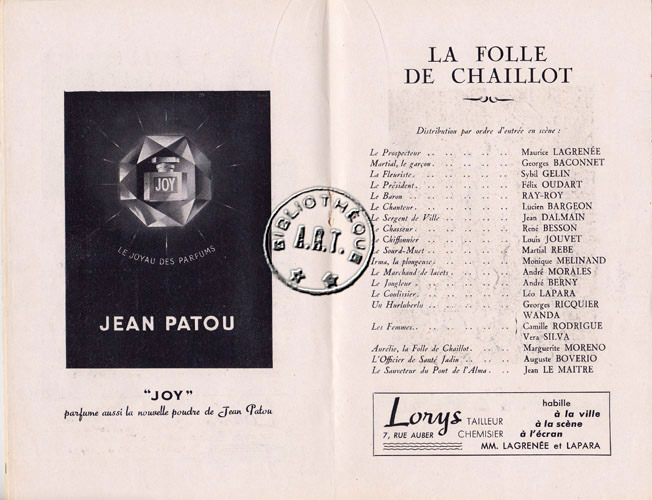 JOY
LE JOYAU DES PARFUMS
JEAN PATOU
"JOY"
parfume aussi la nouvelle poudre de Jean Patou
BIBLIOTHÈQUE
A.R.T.
LA FOLLE
DE CHAILLOT
Distribution par ordre d'entrée en scène :
Le Prospecteur .. .. .. .. .. Maurice LAGRENÉE
Martial, le garçon .. .. .. .. .. Georges BACONNET
La Fleuriste .. .. .. .. .. Sybil GELIN
Le Président .. .. .. .. .. Félix OUDART
Le Baron .. .. .. .. .. RAY-ROY
Le Chanteur .. .. .. .. .. Lucien BARGEON
Le Sergent de Ville .. .. .. .. Jean DALMAIN
Le Chasseur .. .. .. .. René BESSON
Le Chiffonnier .. .. .. .. Louis JOUVET
Le Sourd-Muet .. .. .. .. Martial REBE
Irma, la plongeuse .. .. .. .. Monique MELINAND
Le Marchand de lacets .. .. .. .. André MORALÈS
Le Jongleur .. .. .. .. André BERNY
Le Coulissier .. .. .. .. Léo LAPARA
Un Hurluberlu .. .. .. .. Georges RICQUIER
WANDA
Les Femmes .. .. .. .. Camille RODRIGUE
Vera SILVA
Aurélie, la Folle de Chaillot .. .. .. Marguerite MORENO
L'Officier de Santé Jadin .. .. .. Auguste BOVERIO
Le Sauveteur du Pont de l'Alma .. .. Jean LE MAITRE
Lorys TAILLEUR
7, RUE AUBER CHEMISIER
habille
à la ville
à la scène
à l'écran
MM. LAGRENÉE et LAPARA